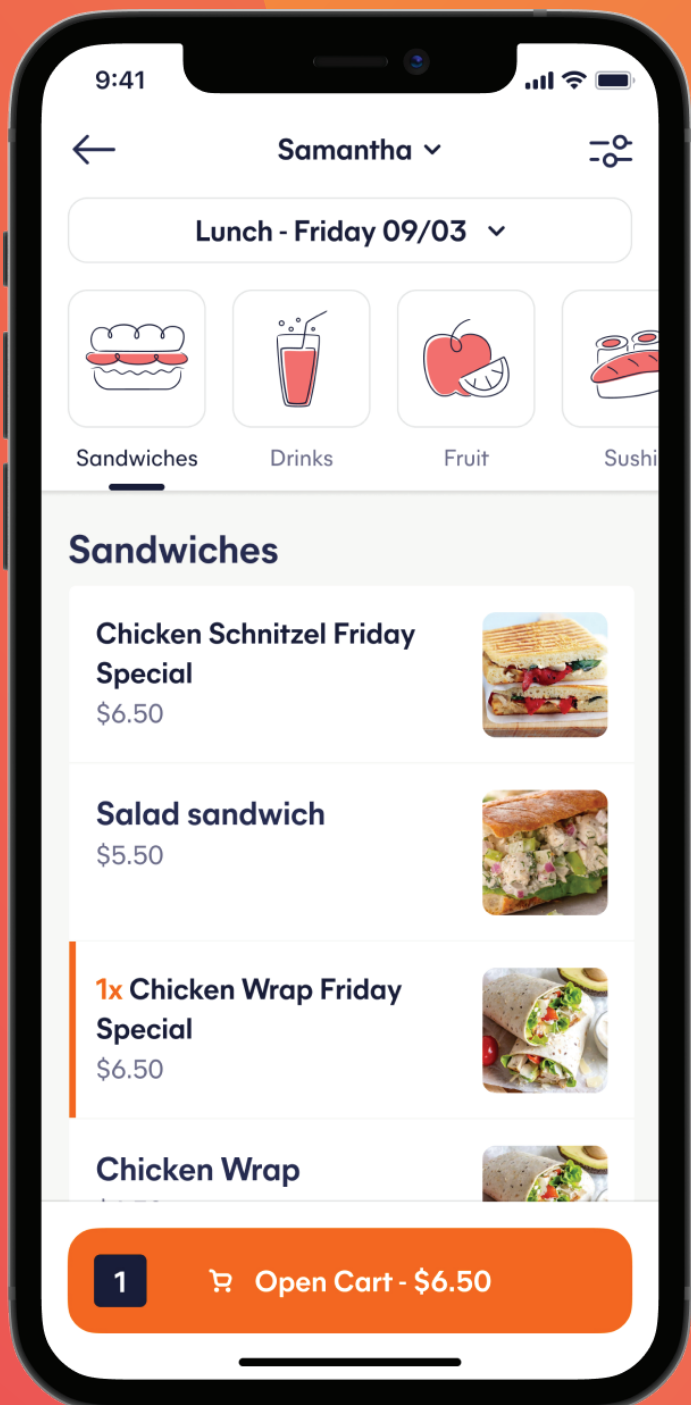 9:41
Samantha
Lunch - Friday 09/03
Sandwiches
Drinks
Fruit
Sushi
Sandwiches
Chicken Schnitzel Friday
Special
$6.50
Salad sandwich
$5.50
1x Chicken Wrap Friday
Special
$6.50
Chicken Wrap
1
Open Cart - $6.50